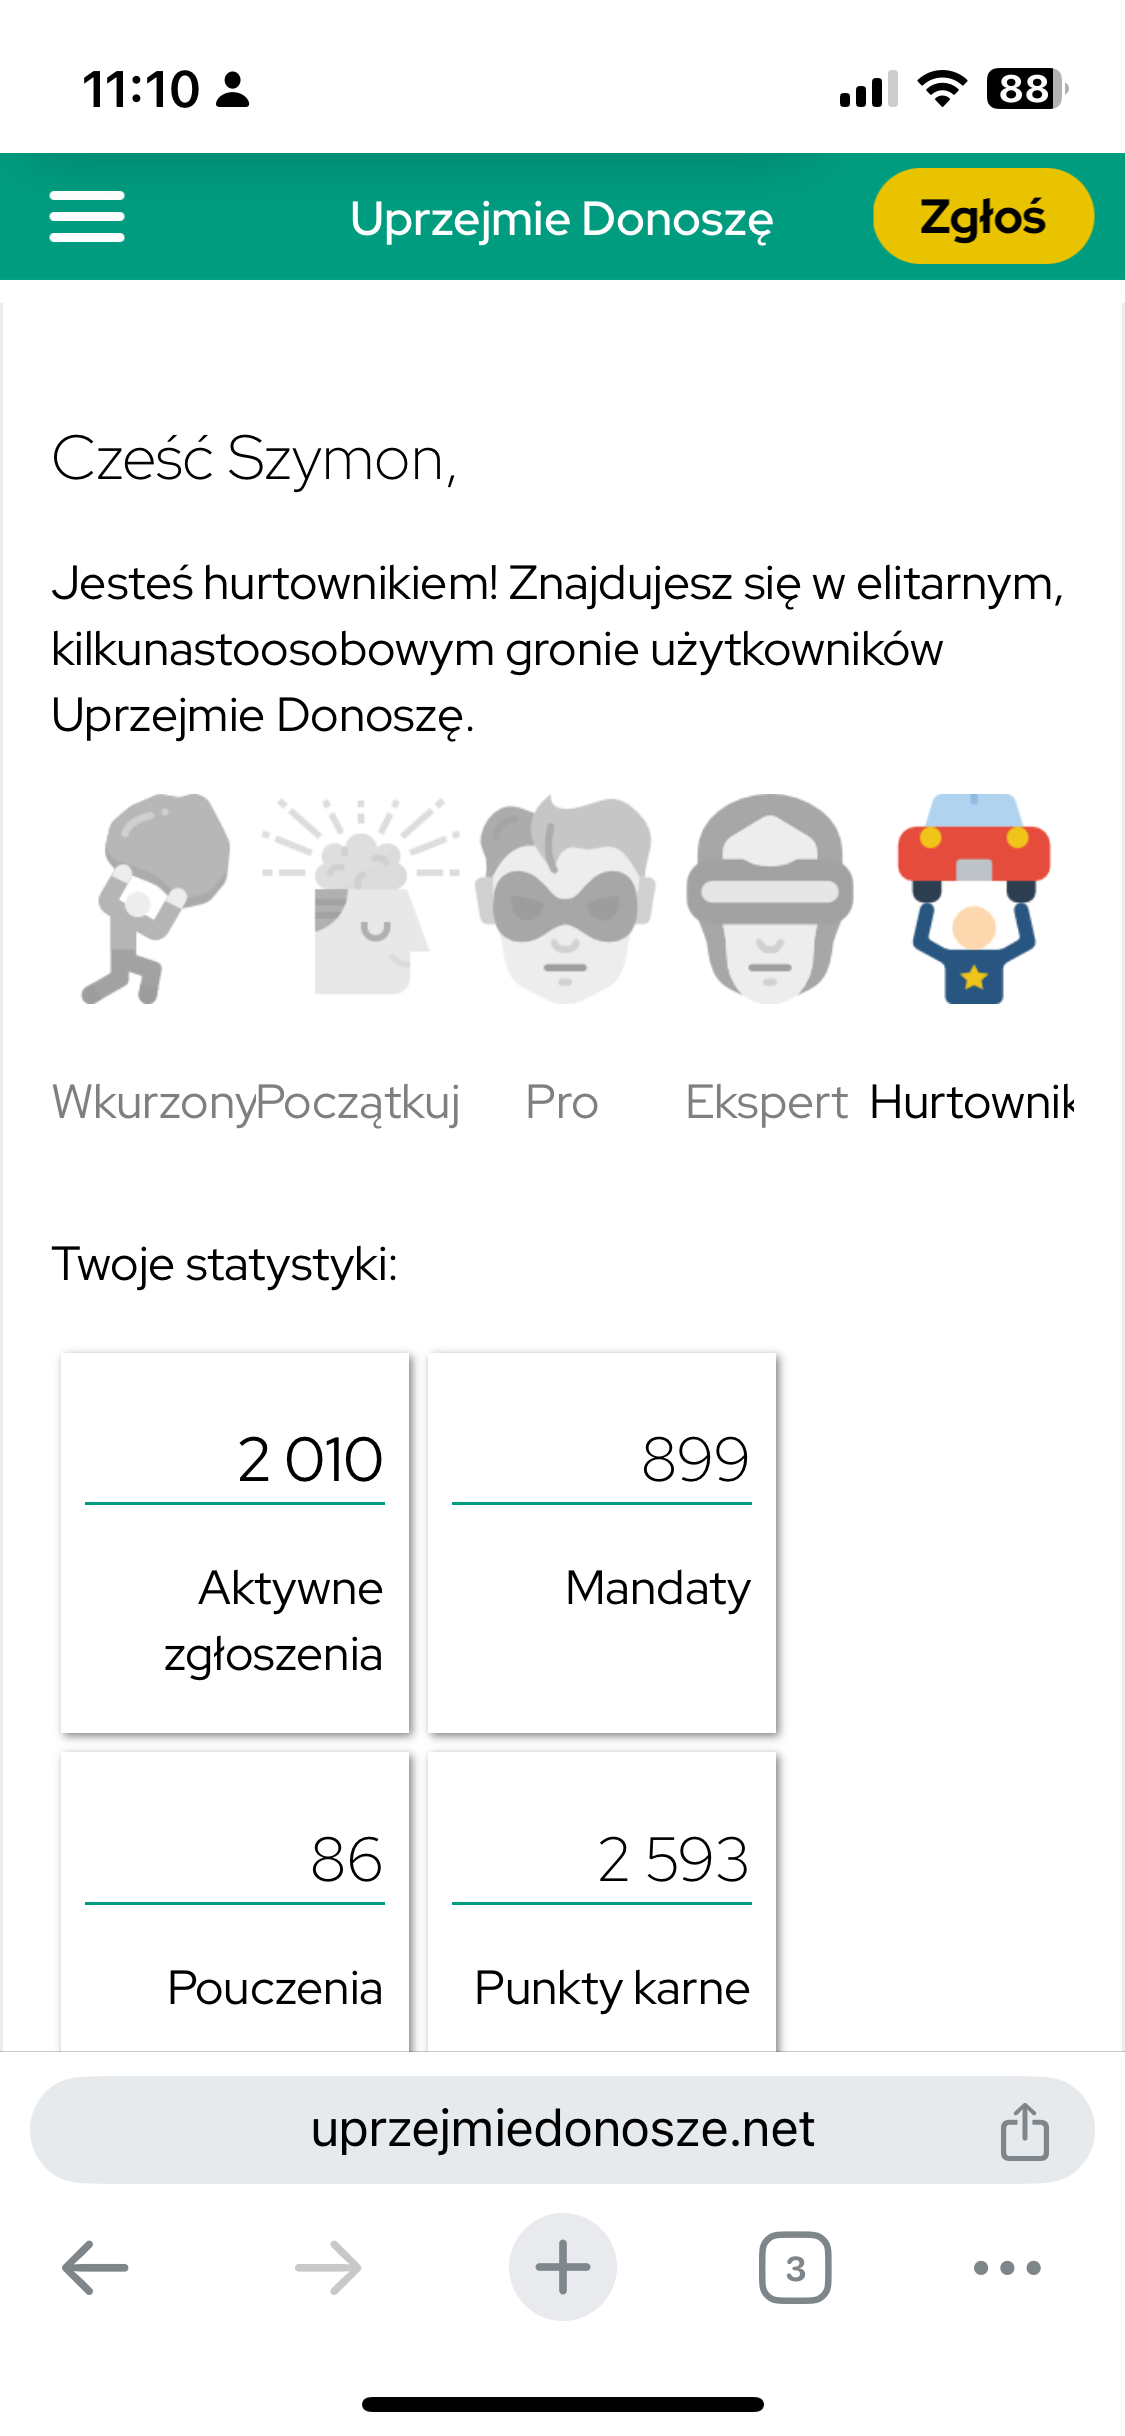 11:10
88
Uprzejmie Donoszę
Zgłoś
Cześć Szymon,
Jesteś hurtownikiem! Znajdujesz się w elitarnym,
kilkunastoosobowym gronie użytkowników
Uprzejmie Donoszę.
Wkurzony Początkuj Pro Ekspert Hurtownik
Twoje statystyki:
2 010 899
Aktywne Mandaty
zgłoszenia
86 2 593
Pouczenia Punkty karne
uprzejmiedonosze.net
3